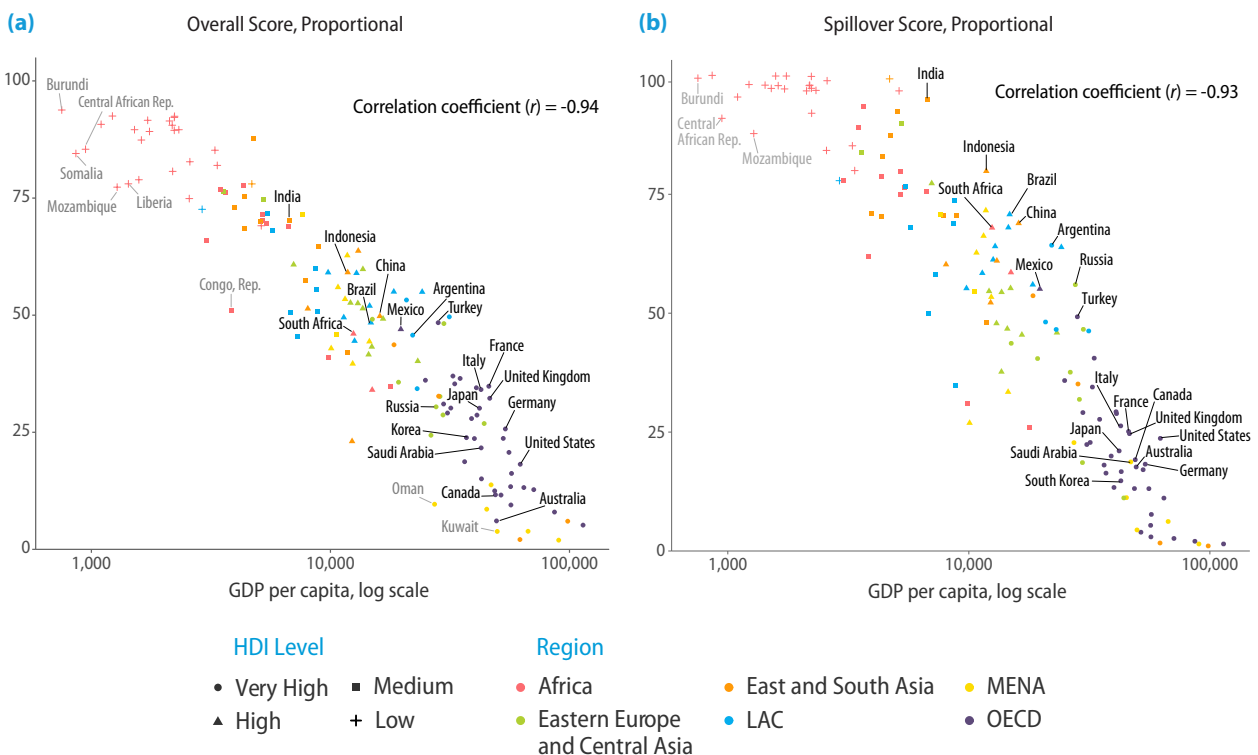 (a)
Overall Score, Proportional
100
75
50
25
0
Correlation coefficient (r) = -0.94
Burundi
Central African Rep.
Somalia
Mozambique
Liberia
India
Indonesia
China
Congo, Rep.
Brazil
Argentina
Mexico
Turkey
South Africa
France
Italy
United Kingdom
Japan
Russia
Germany
Korea
United States
Saudi Arabia
Oman
Canada
Australia
Kuwait
1,000
10,000
100,000
GDP per capita, log scale
(b)
Spillover Score, Proportional
100
75
50
25
0
India
Correlation coefficient (r) = -0.93
Burundi
Central
African Rep.
Mozambique
Indonesia
South Africa
Brazil
China
Argentina
Mexico
Russia
Turkey
Italy
Canada
France
United Kingdom
Japan
United States
Saudi Arabia
Australia
Germany
South Korea
1,000
10,000
100,000
GDP per capita, log scale
HDI Level
Very High
Medium
High
Low
Region
Africa
East and South Asia
MENA
Eastern Europe
and Central Asia
LAC
OECD